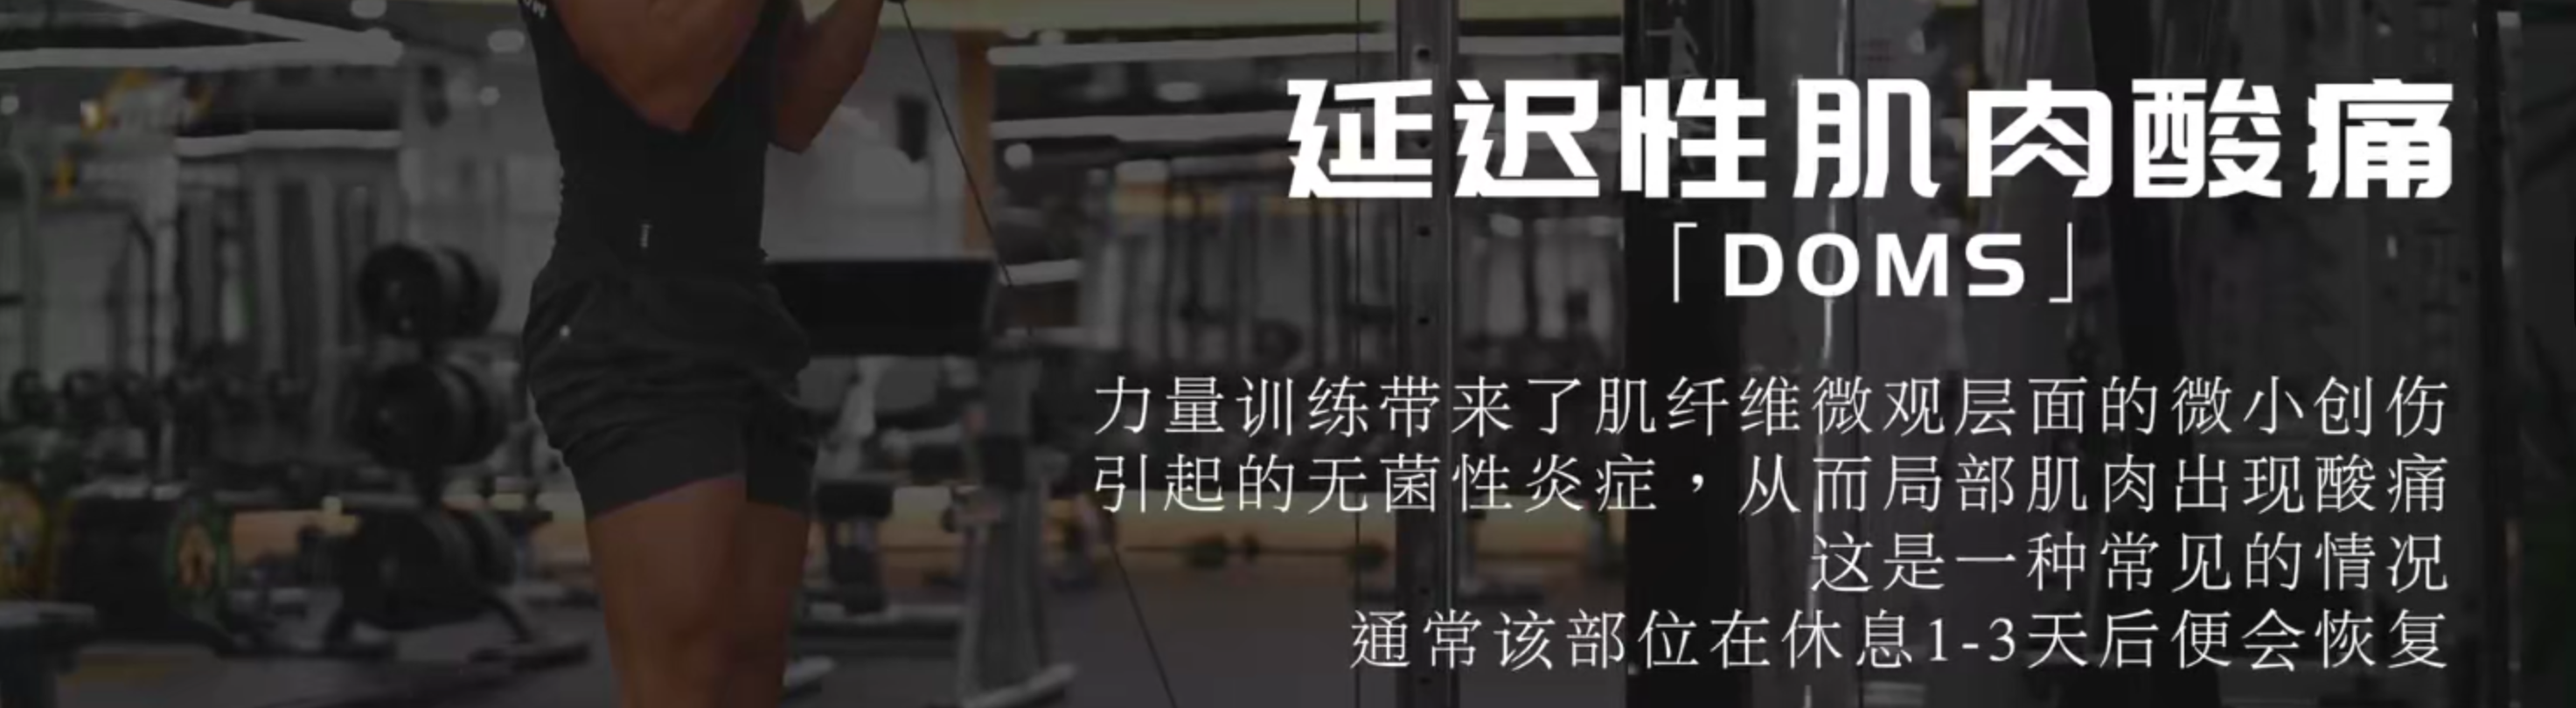 延迟性肌肉酸痛
「DOMS」
力量训练带来了肌纤维微观层面的微小创伤
引起的无菌性炎症，从而局部肌肉出现酸痛
这是一种常见的情况
通常该部位在休息1-3天后便会恢复